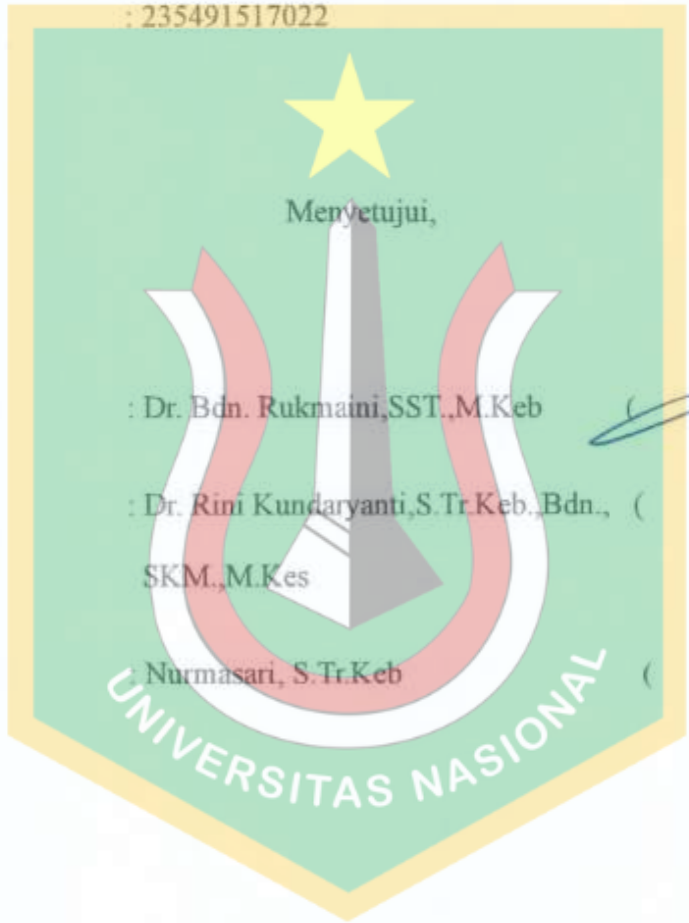 : 235491517022
Menyetujui,
: Dr. Bdn. Rukmaini,SST.,M.Keb (
: Dr. Rini Kundaryanti,S.Tr.Keb.,Bdn., (
SKM.,M.Kes
: Nurmasari, S.Tr.Keb (
UNIVERSITAS NASIONAL